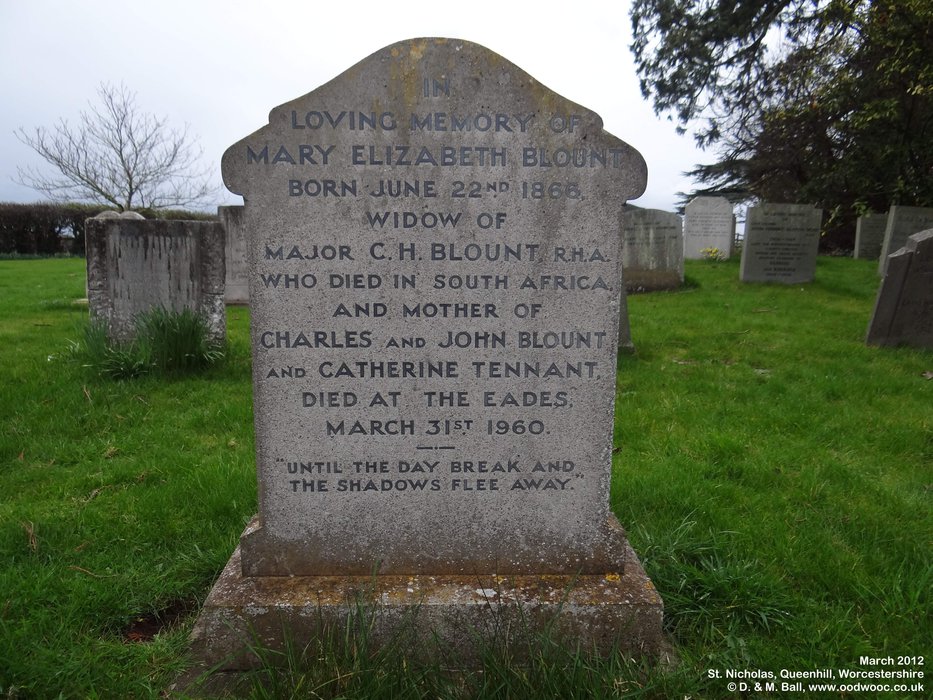 IN
LOVING MEMORY OF
MARY ELIZABETH BLOUNT
BORN JUNE 22ND 1866,
WIDOW OF
MAJOR C.H. BLOUNT, R.H.A.
WHO DIED IN SOUTH AFRICA,
AND MOTHER OF
CHARLES AND JOHN BLOUNT
AND CATHERINE TENNANT,
DIED AT THE EADES,
MARCH 31ST 1960.
"UNTIL THE DAY BREAK AND
THE SHADOWS FLEE AWAY."
March 2012
St. Nicholas, Queenhill, Worcestershire
© D. & M. Ball, www.oodwooc.co.uk